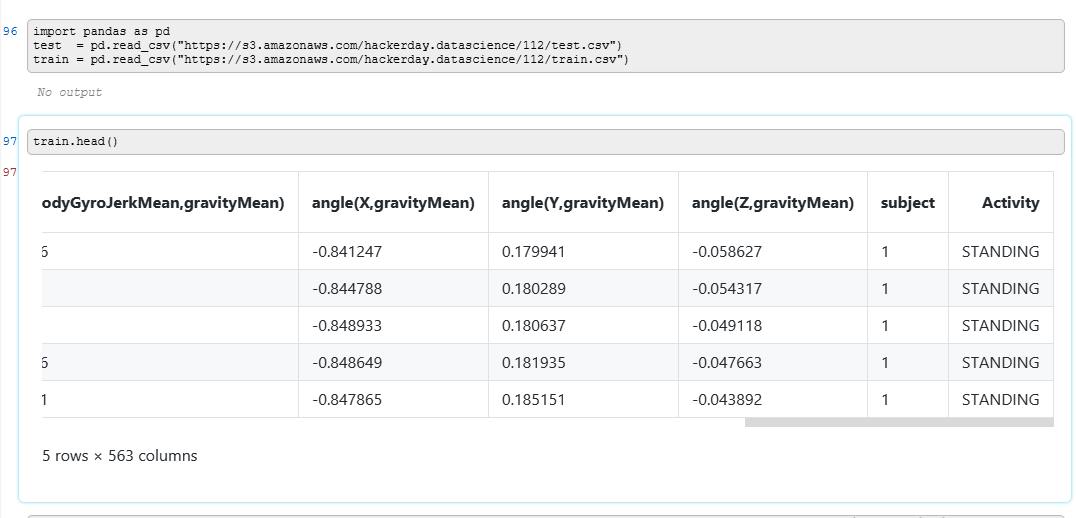 96
import pandas as pd
test  = pd.read_csv("https://s3.amazonaws.com/hackerday.datascience/112/test.csv")
train = pd.read_csv("https://s3.amazonaws.com/hackerday.datascience/112/train.csv")
No output
97
train.head()
97
odyGyroJerkMean,gravityMean) angle(X,gravityMean) angle(Y,gravityMean) angle(Z,gravityMean) subject Activity
6 -0.841247 0.179941 -0.058627 1 STANDING
-0.844788 0.180289 -0.054317 1 STANDING
-0.848933 0.180637 -0.049118 1 STANDING
6 -0.848649 0.181935 -0.047663 1 STANDING
1 -0.847865 0.185151 -0.043892 1 STANDING
5 rows × 563 columns